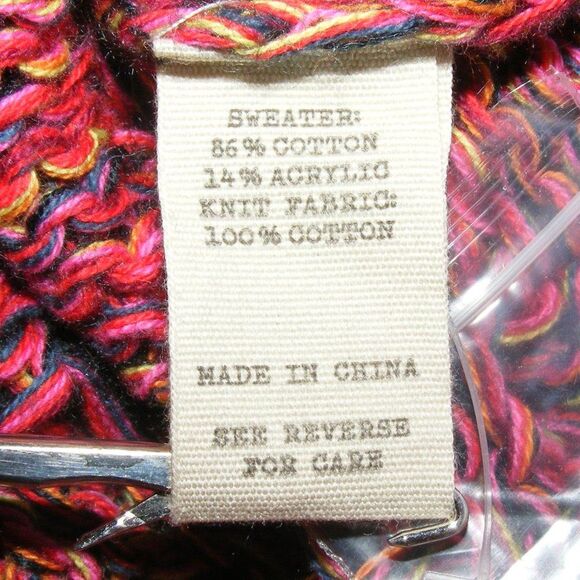 SWEATER:
86% COTTON
14% ACRYLIC
KNIT FABRIC:
100% COTTON
MADE IN CHINA
SEE REVERSE
FOR CARE